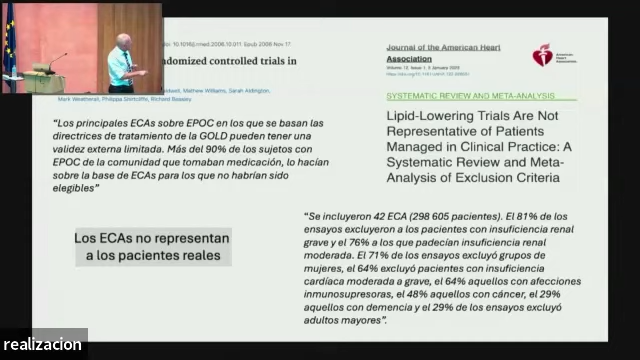 doi: 10.1016/j.rmed.2006.10.011. Epub 2006 Nov 17
randomized controlled trials in
Mathew Williams, Sarah Aldington,
Mark Weatherall, Philippa Shirtcliffe, Richard Beasley
“Los principales ECAs sobre EPOC en los que se basan las
directrices de tratamiento de la GOLD pueden tener una
validez externa limitada. Más del 90% de los sujetos con
EPOC de la comunidad que tomaban medicación, lo hacían
sobre la base de ECAs para los que no habrían sido
elegibles”
Los ECAs no representan
a los pacientes reales
Journal of the American Heart
Association
American
Heart
Association
SYSTEMATIC REVIEW AND META-ANALYSIS
Lipid-Lowering Trials Are Not
Representative of Patients
Managed in Clinical Practice: A
Systematic Review and Meta-
Analysis of Exclusion Criteria
“Se incluyeron 42 ECA (298 605 pacientes). El 81% de los
ensayos excluyeron a los pacientes con insuficiencia renal
grave y el 76% a los que padecían insuficiencia renal
moderada. El 71% de los ensayos excluyó grupos de
mujeres, el 64% excluyó pacientes con insuficiencia
cardíaca moderada a grave, el 64% aquellos con afecciones
inmunosupresoras, el 48% aquellos con cáncer, el 29%
aquellos con demencia y el 29% de los ensayos excluyó
adultos mayores”.
realizacion